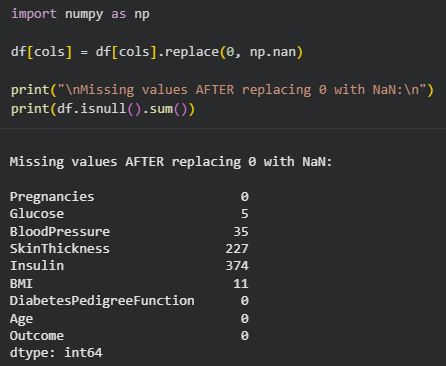 import numpy as np
df[cols] = df[cols].replace(0, np.nan)
print("\nMissing values AFTER replacing 0 with NaN:\n")
print(df.isnull().sum())
Missing values AFTER replacing 0 with NaN:
Pregnancies 0
Glucose 5
BloodPressure 35
SkinThickness 227
Insulin 374
BMI 11
DiabetesPedigreeFunction 0
Age 0
Outcome 0
dtype: int64